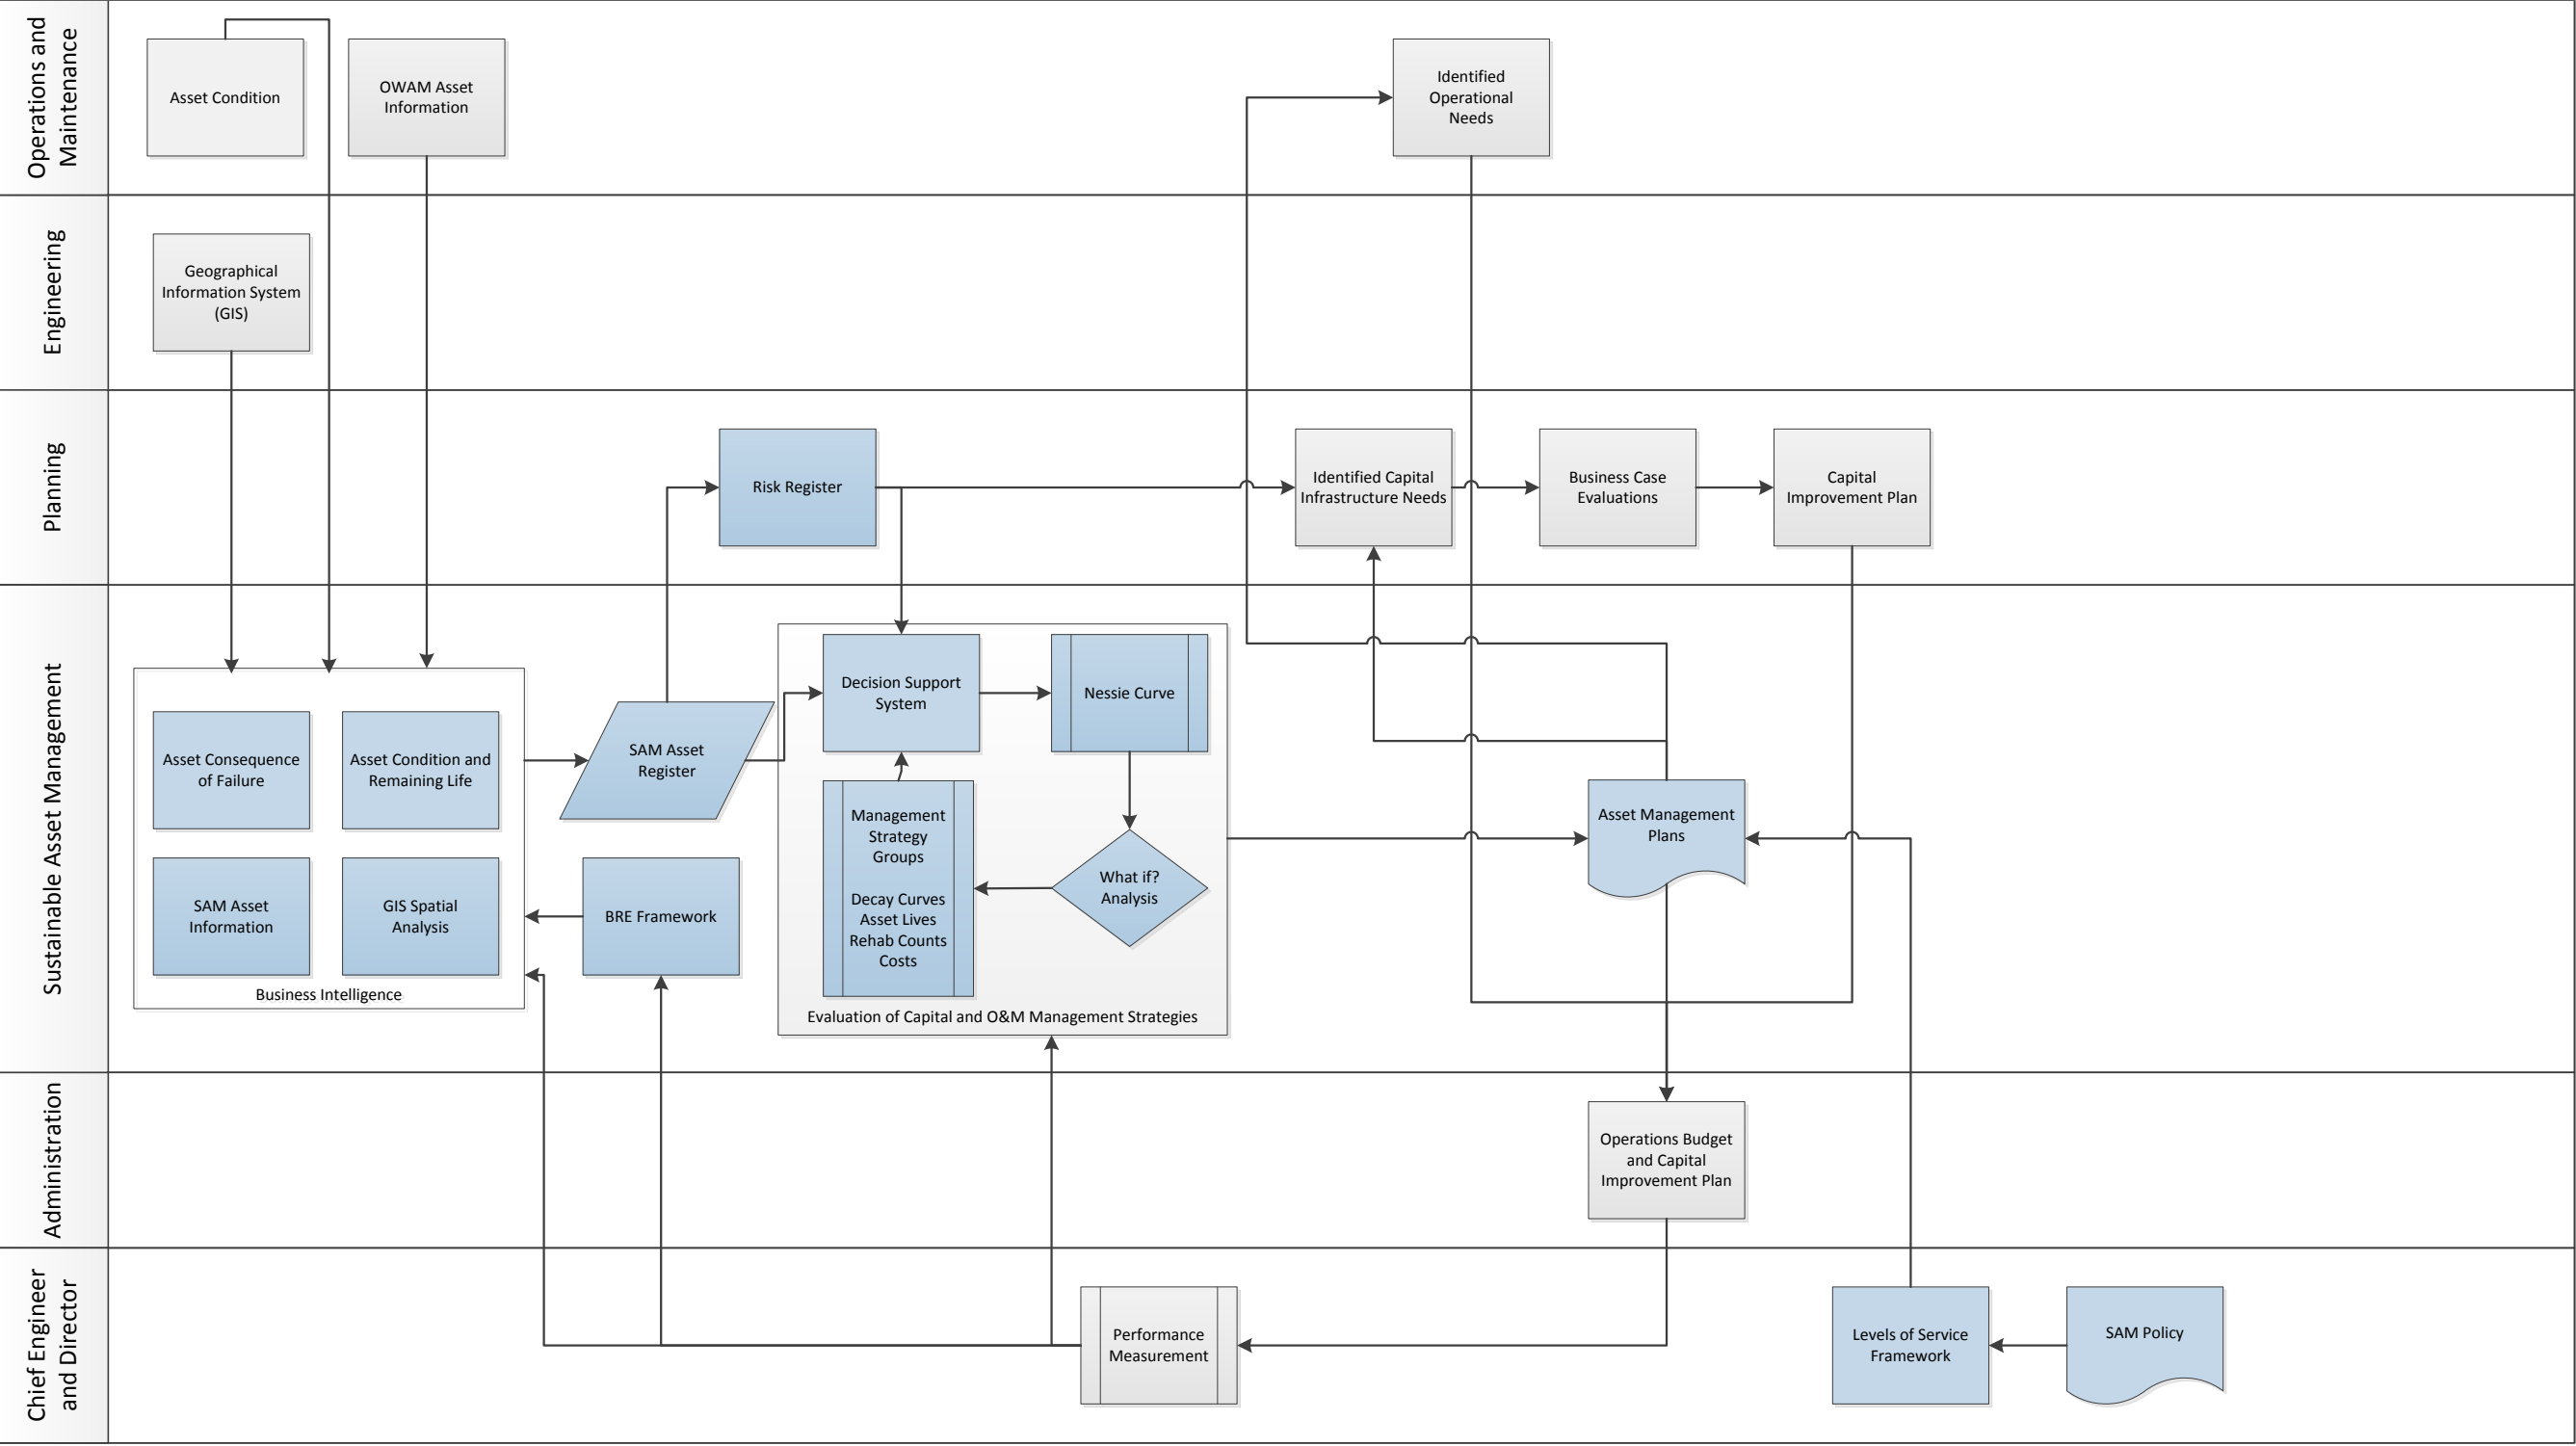 Operations and
Maintenance
Asset Condition
OWAM Asset
Information
Identified
Operational
Needs
Engineering
Geographical
Information System
(GIS)
Planning
Risk Register
Identified Capital
Infrastructure Needs
Business Case
Evaluations
Capital
Improvement Plan
Sustainable Asset Management
Asset Consequence
of Failure
Asset Condition and
Remaining Life
SAM Asset
Information
GIS Spatial
Analysis
Business Intelligence
SAM Asset
Register
BRE Framework
Decision Support
System
Nessie Curve
Management
Strategy
Groups
Decay Curves
Asset Lives
Rehab Counts
Costs
What if?
Analysis
Evaluation of Capital and O&M Management Strategies
Asset Management
Plans
Administration
Operations Budget
and Capital
Improvement Plan
Chief Engineer
and Director
Performance
Measurement
Levels of Service
Framework
SAM Policy